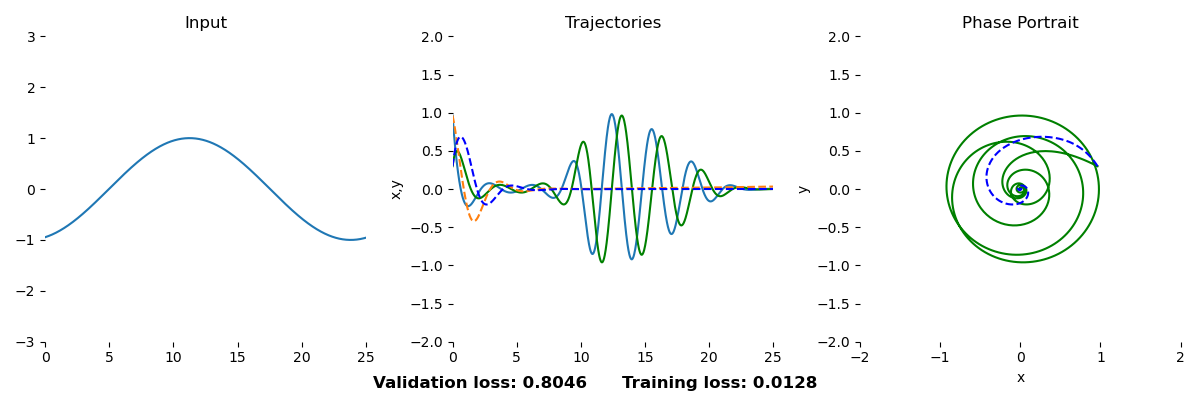 Input
3
2
1
0
−1
−2
−3
0 5 10 15 20 25
Trajectories
x,y
2.0
1.5
1.0
0.5
0.0
−0.5
−1.0
−1.5
−2.0
0 5 10 15 20 25
Phase Portrait
y
2.0
1.5
1.0
0.5
0.0
−0.5
−1.0
−1.5
−2.0
−2 −1 0 1 2
x
Validation loss: 0.8046 Training loss: 0.0128